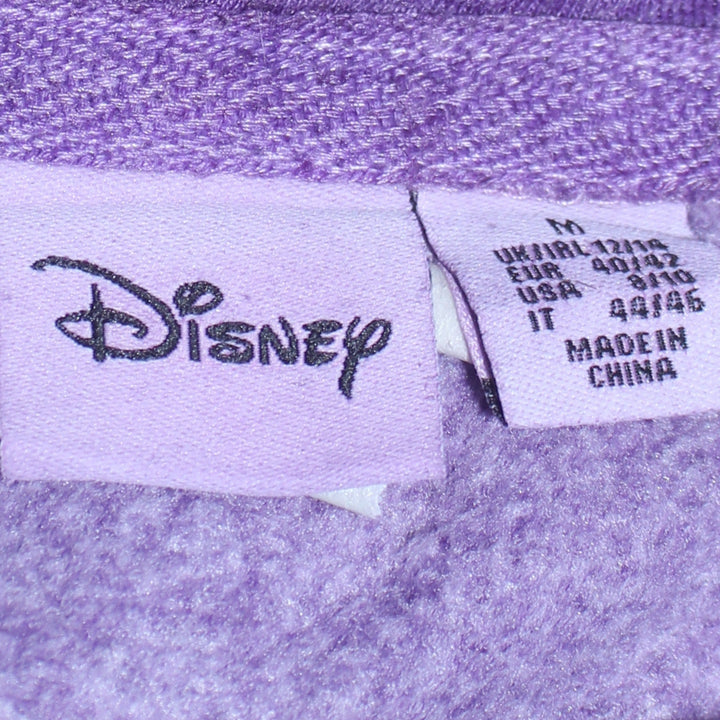 Disney
M
UK/IRL 12/14
EUR 40/42
USA 8/10
IT 44/46
MADE IN
CHINA